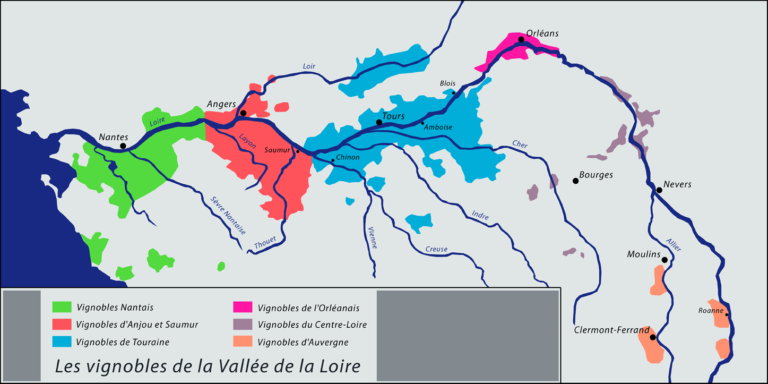 Orléans
Loir
Blois
Angers
Loire
Tours
Nantes
Amboise
Layon
Saumur
Chinon
Cher
Bourges
Nevers
Sèvre Nantaise
Thouet
Vienne
Creuse
Indre
Allier
Moulins
Roanne
Clermont-Ferrand
Vignobles Nantais
Vignobles d'Anjou et Saumur
Vignobles de Touraine
Vignobles de l'Orléanais
Vignobles du Centre-Loire
Vignobles d'Auvergne
Les vignobles de la Vallée de la Loire